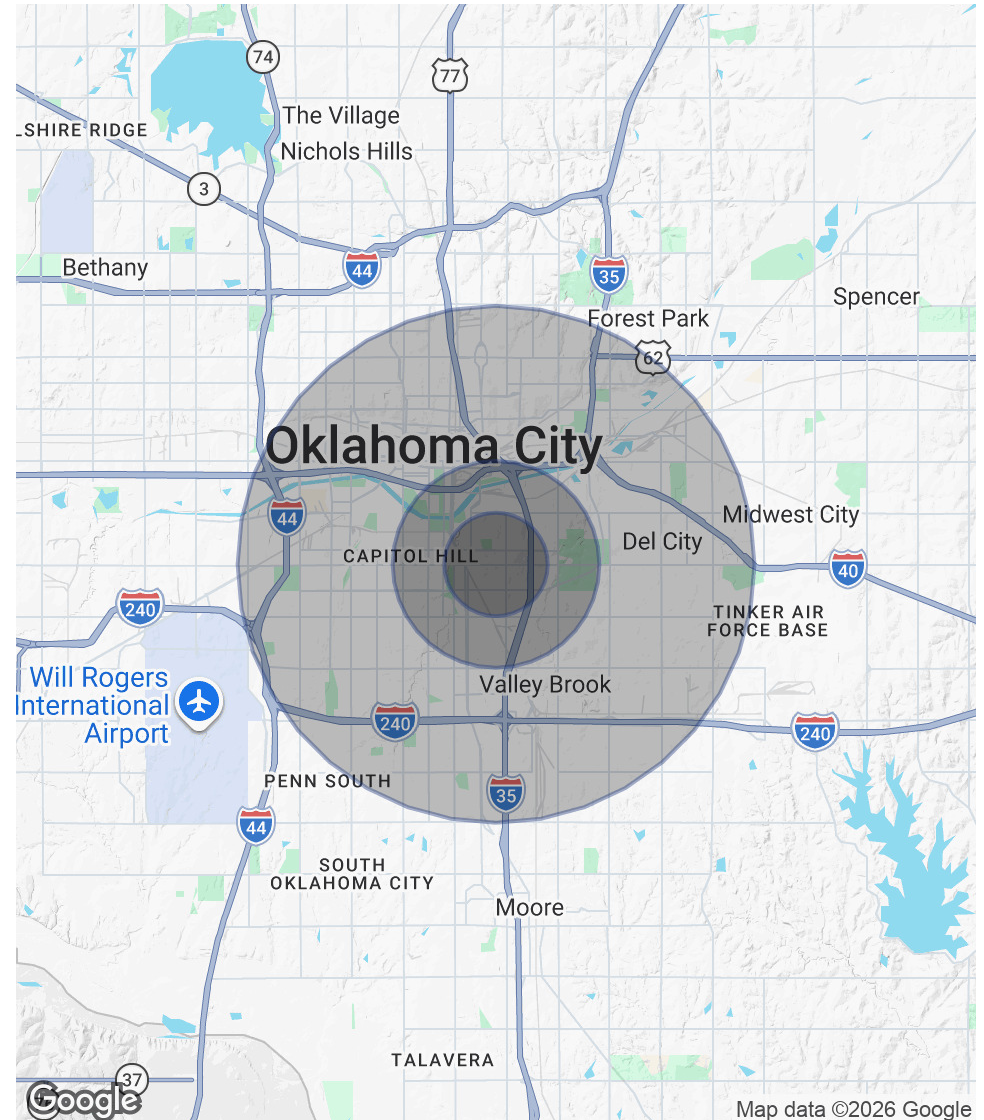 74
77
The Village
LSHIRE RIDGE
Nichols Hills
3
Bethany
44
35
Spencer
Forest Park
62
Oklahoma City
44
Midwest City
Del City
CAPITOL HILL
40
240
TINKER AIR
FORCE BASE
Will Rogers
International
Airport
Valley Brook
240
240
PENN SOUTH
35
44
SOUTH
OKLAHOMA CITY
Moore
TALAVERA
37
Google
Map data ©2026 Google